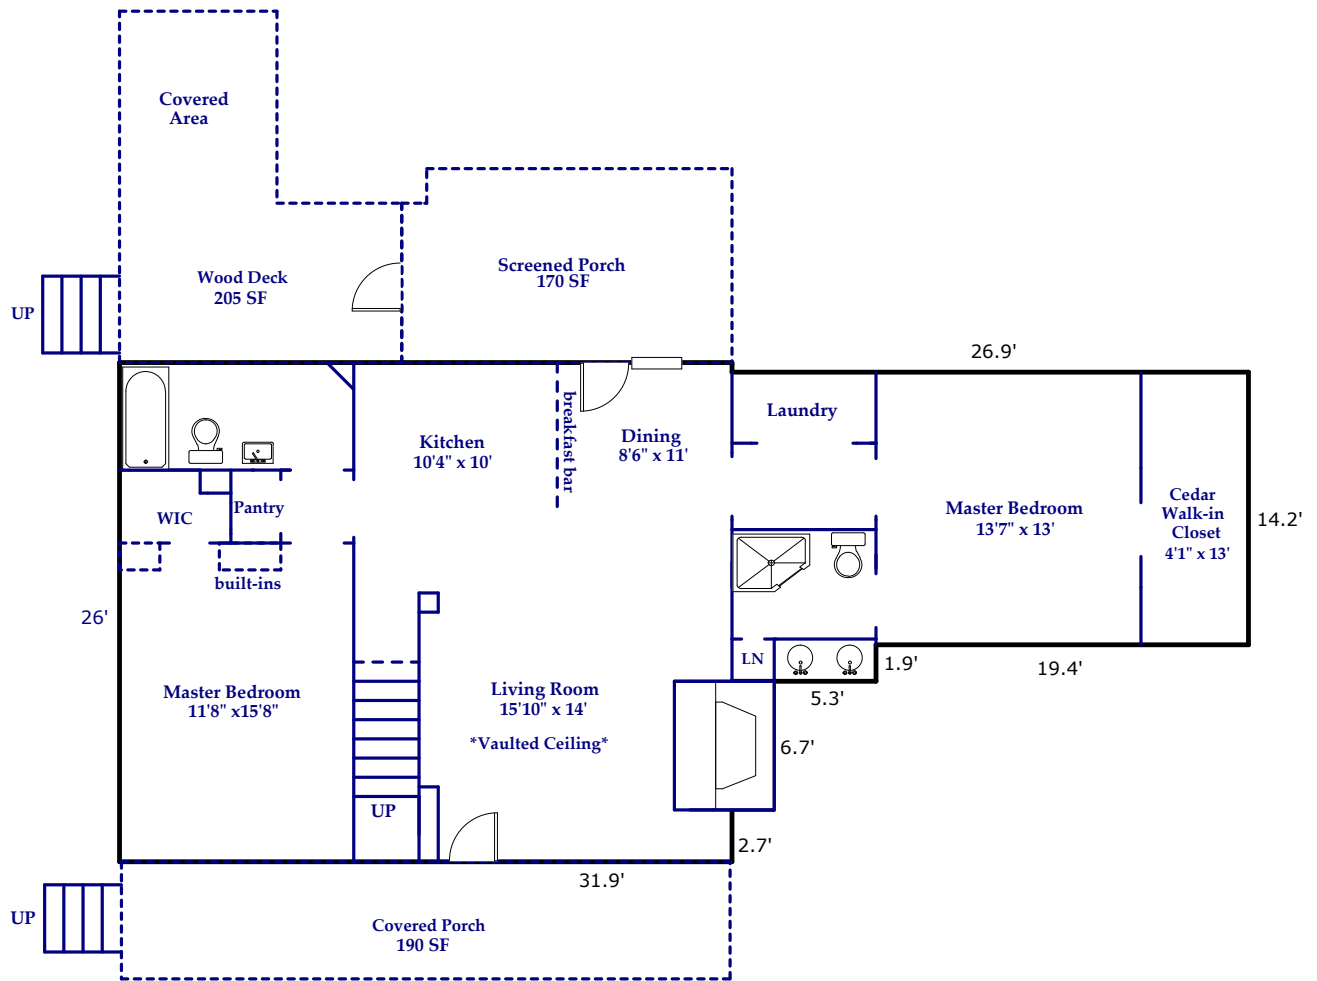 Covered
Area
Wood Deck
205 SF
UP
Screened Porch
170 SF
26.9'
Laundry
breakfast bar
Kitchen
10'4" x 10'
Dining
8'6" x 11'
WIC
Pantry
built-ins
Master Bedroom
13'7" x 13'
Cedar
Walk-in
Closet
4'1" x 13'
14.2'
26'
LN
1.9'
19.4'
5.3'
Master Bedroom
11'8" x15'8"
Living Room
15'10" x 14'
*Vaulted Ceiling*
6.7'
UP
2.7'
31.9'
UP
Covered Porch
190 SF